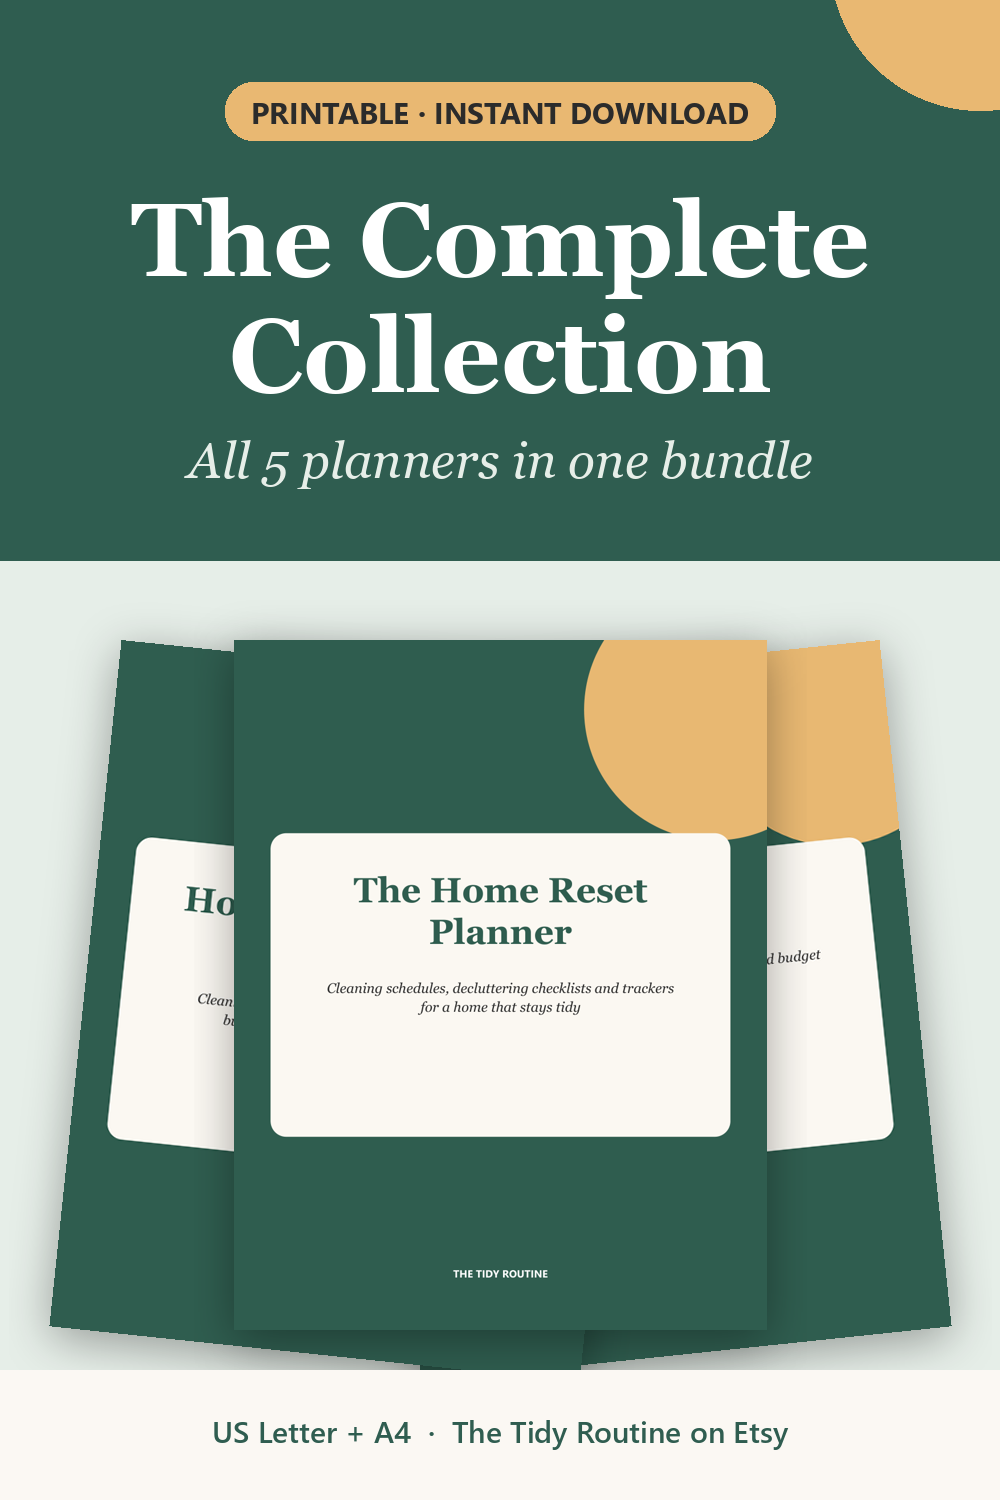 PRINTABLE · INSTANT DOWNLOAD
The Complete
Collection
All 5 planners in one bundle
The Home Reset
Planner
Cleaning schedules, decluttering checklists and trackers
for a home that stays tidy
budget
THE TIDY ROUTINE
US Letter + A4 · The Tidy Routine on Etsy